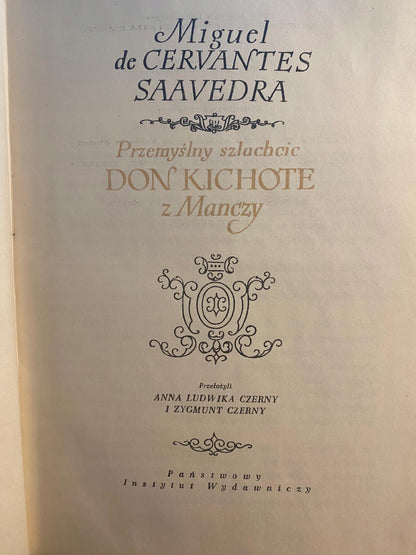 Miguel
de CERVANTES
SAAVEDRA
Przemyślny szlachcic
DON KICHOTE
z Manczy
Przełożyli
ANNA LUDWIKA CZERNY
I ZYGMUNT CZERNY
Państwowy
Instytut Wydawniczy